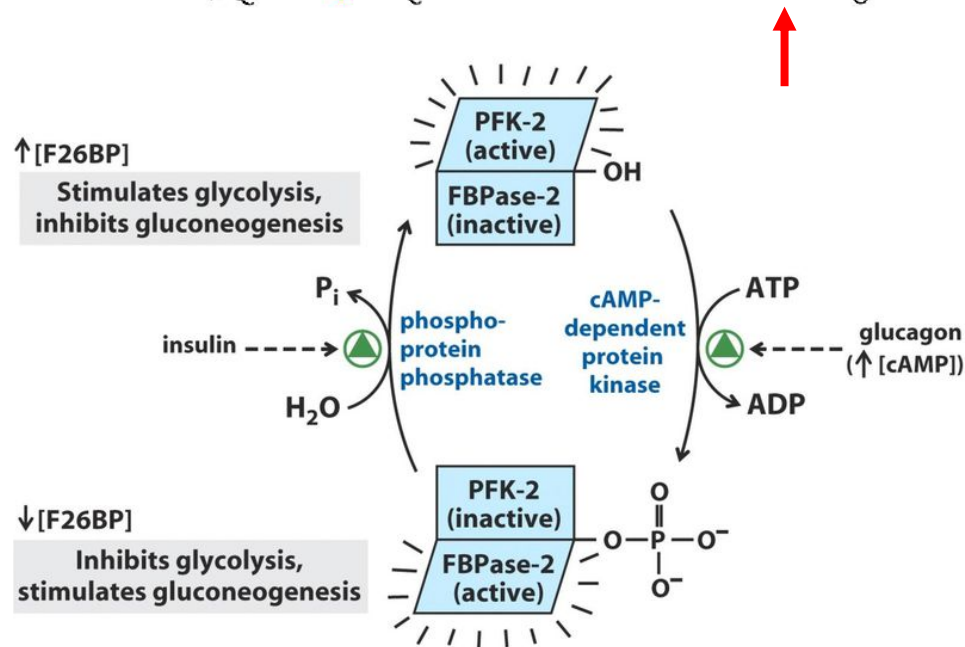 PFK-2
(active)
OH
FBPase-2
(inactive)
↑[F26BP]
Stimulates glycolysis,
inhibits gluconeogenesis
Pi
insulin
H2O
phospho-
protein
phosphatase
cAMP-
dependent
protein
kinase
ATP
glucagon
(↑ [cAMP])
ADP
PFK-2
(inactive)
FBPase-2
(active)
O
O–P–O−
O−
↓[F26BP]
Inhibits glycolysis,
stimulates gluconeogenesis